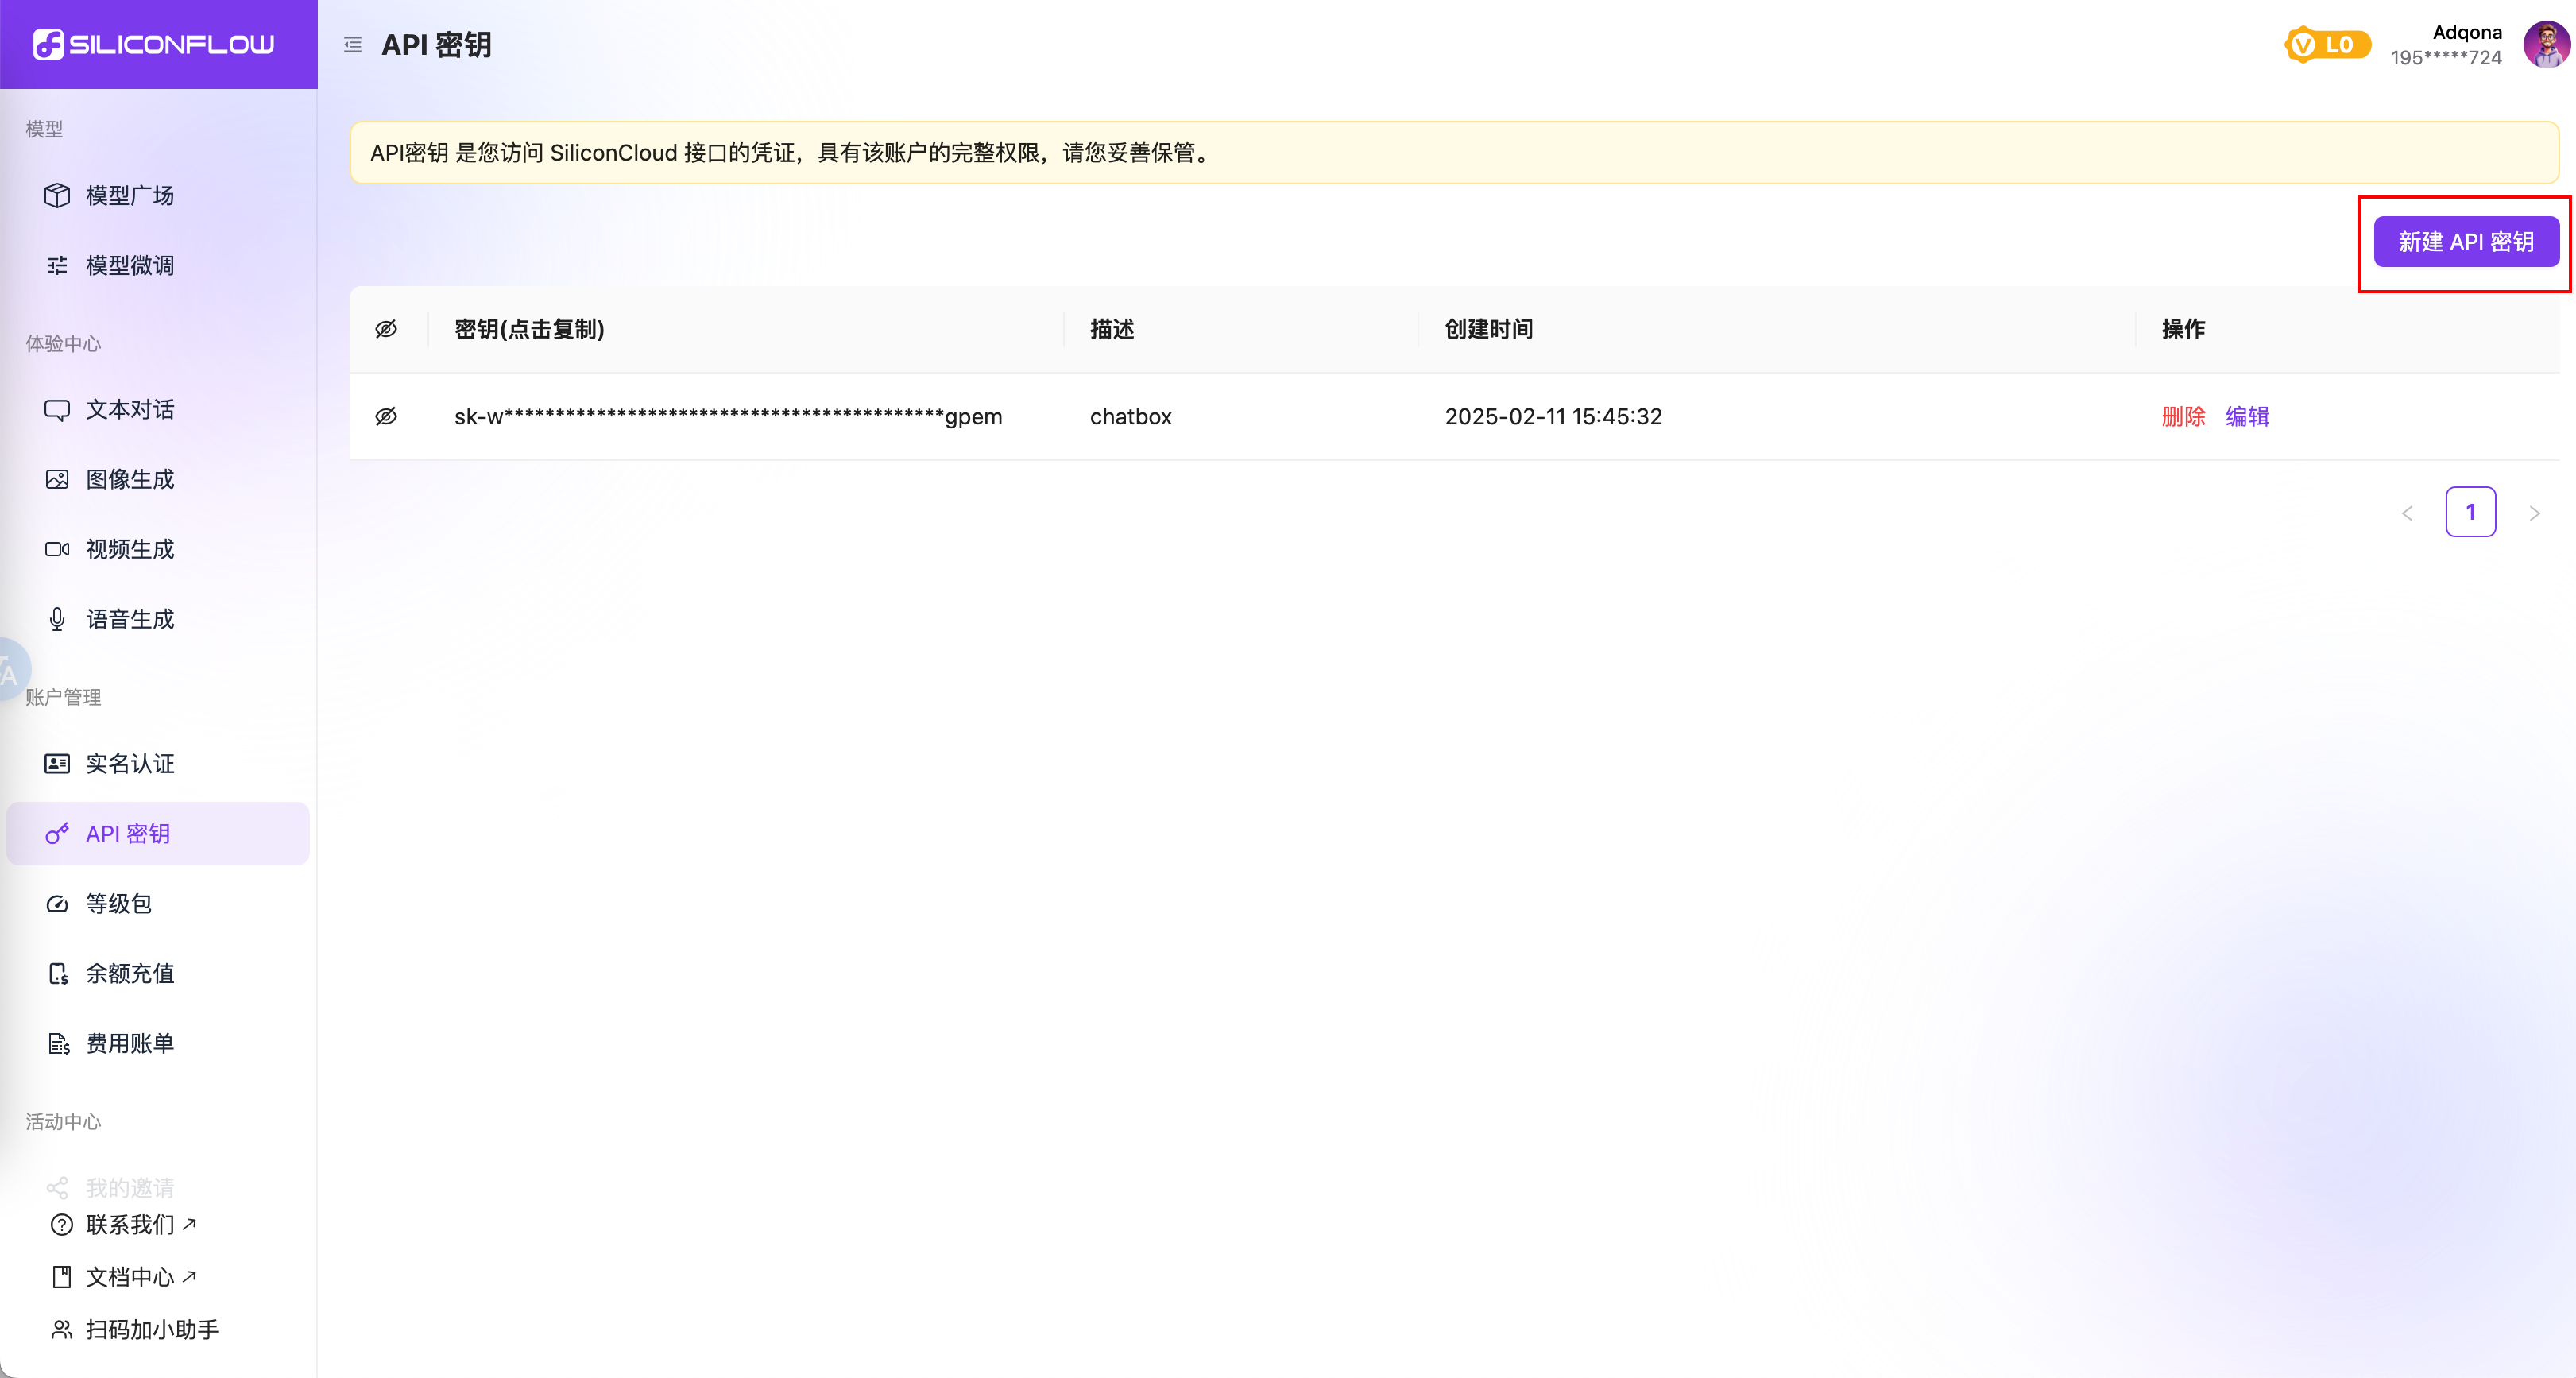 SILICONFLOW
API 密钥
L0
Adqona
195*****724
模型
模型广场
模型微调
体验中心
文本对话
图像生成
视频生成
语音生成
账户管理
实名认证
API 密钥
等级包
余额充值
费用账单
活动中心
我的邀请
联系我们
文档中心
扫码加小助手
API密钥 是您访问 SiliconCloud 接口的凭证，具有该账户的完整权限，请您妥善保管。
新建 API 密钥
密钥(点击复制) 描述 创建时间 操作
sk-w********************************************gpem chatbox 2025-02-11 15:45:32 删除 编辑
1